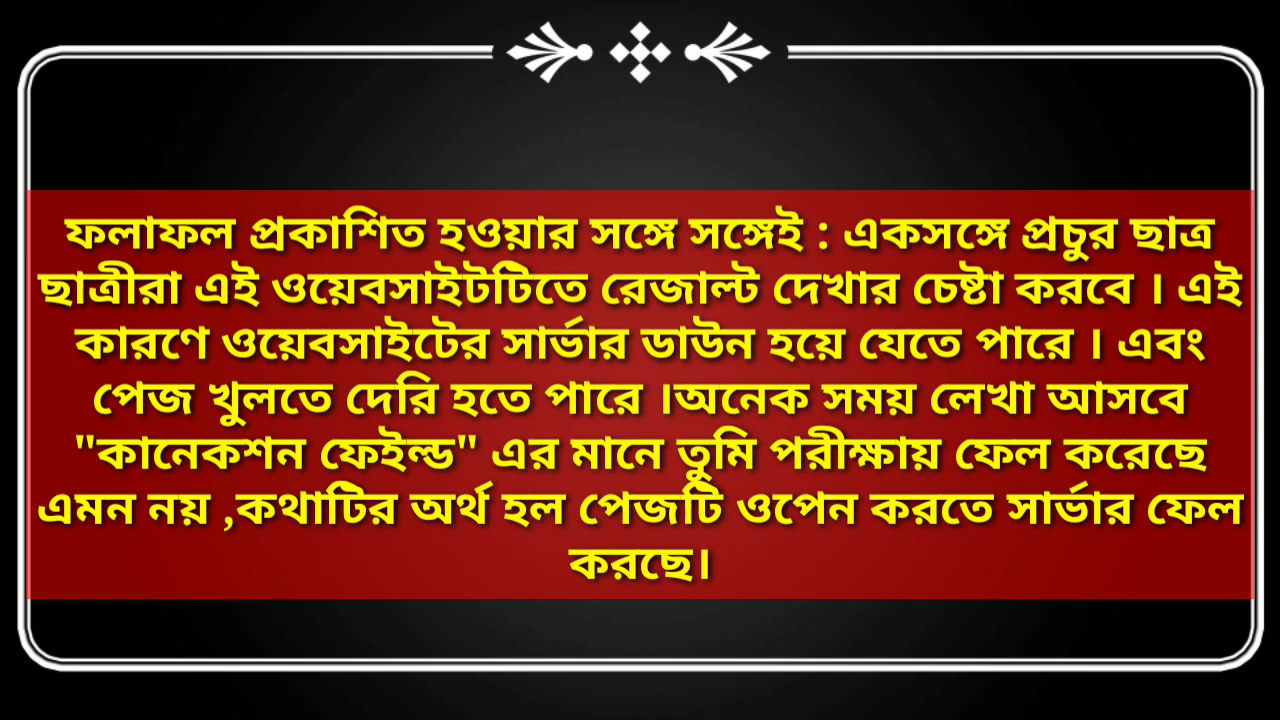 ফলাফল প্রকাশিত হওয়ার সঙ্গে সঙ্গেই : একসঙ্গে প্রচুর ছাত্র
ছাত্রীরা এই ওয়েবসাইটটিতে রেজাল্ট দেখার চেষ্টা করবে । এই
কারণে ওয়েবসাইটের সার্ভার ডাউন হয়ে যেতে পারে । এবং
পেজ খুলতে দেরি হতে পারে ।অনেক সময় লেখা আসবে
"কানেকশন ফেইল্ড" এর মানে তুমি পরীক্ষায় ফেল করেছে
এমন নয় ,কথাটির অর্থ হল পেজটি ওপেন করতে সার্ভার ফেল
করছে।